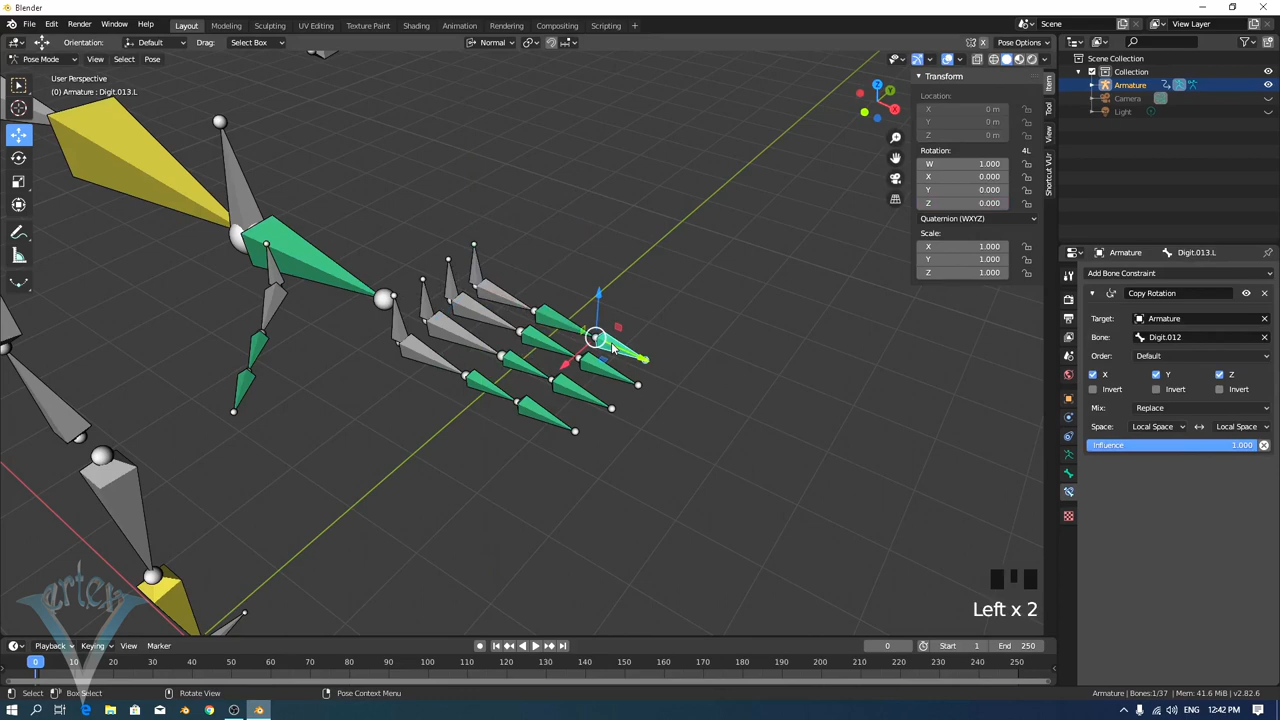 Blender
File Edit Render Window Help
Layout Modeling Sculpting UV Editing Texture Paint Shading Animation Rendering Compositing Scripting
Scene View Layer
Orientation: Default Drag: Select Box Normal Pose Options
Pose Mode View Select Pose
User Perspective
(0) Armature : Digit.013.L
Z Y X
Transform
Location:
X 0 m
Y 0 m
Z 0 m
Rotation: 4L
W 1.000
X 0.000
Y 0.000
Z 0.000
Quaternion (WXYZ)
Scale:
X 1.000
Y 1.000
Z 1.000
Item
Tool
View
Shortcut VUr
Scene Collection
Collection
Armature
Camera
Light
Armature Digit.013.L
Add Bone Constraint
Copy Rotation
Target: Armature
Bone: Digit.012
Order: Default
X Y Z
Invert Invert Invert
Mix: Replace
Space: Local Space Local Space
Influence 1.000
Left x 2
arten
V
Playback Keying View Marker 0 Start 1 End 250
0 10 20 30 40 50 60 70 80 90 100 110 120 130 140 150 160 170 180 190 200 210 220 230 240 250
Select Box Select Rotate View Pose Context Menu Armature | Bones:1/37 | Mem: 41.6 MiB | v2.82.6
12:42 PM